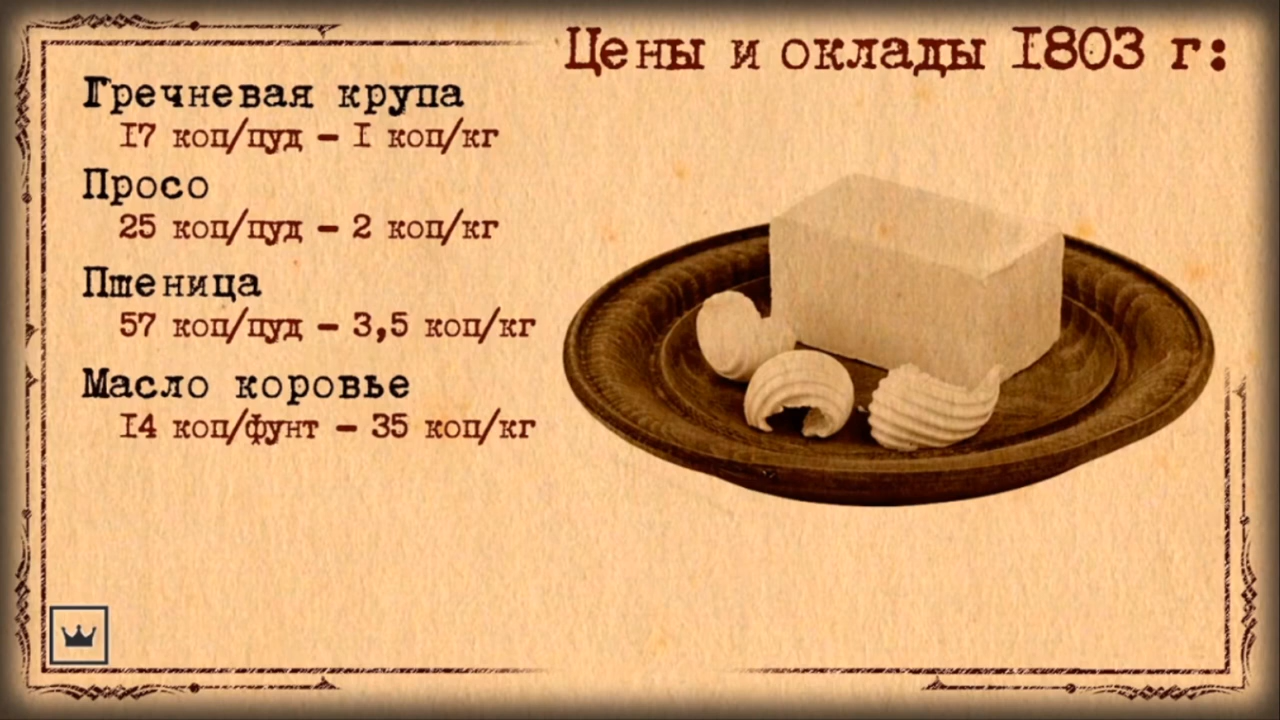 Цены и оклады 1803 г:
Гречневая крупа
17 коп/пуд - 1 коп/кг
Просо
25 коп/пуд - 2 коп/кг
Пшеница
57 коп/пуд - 3,5 коп/кг
Масло коровье
14 коп/фунт - 35 коп/кг